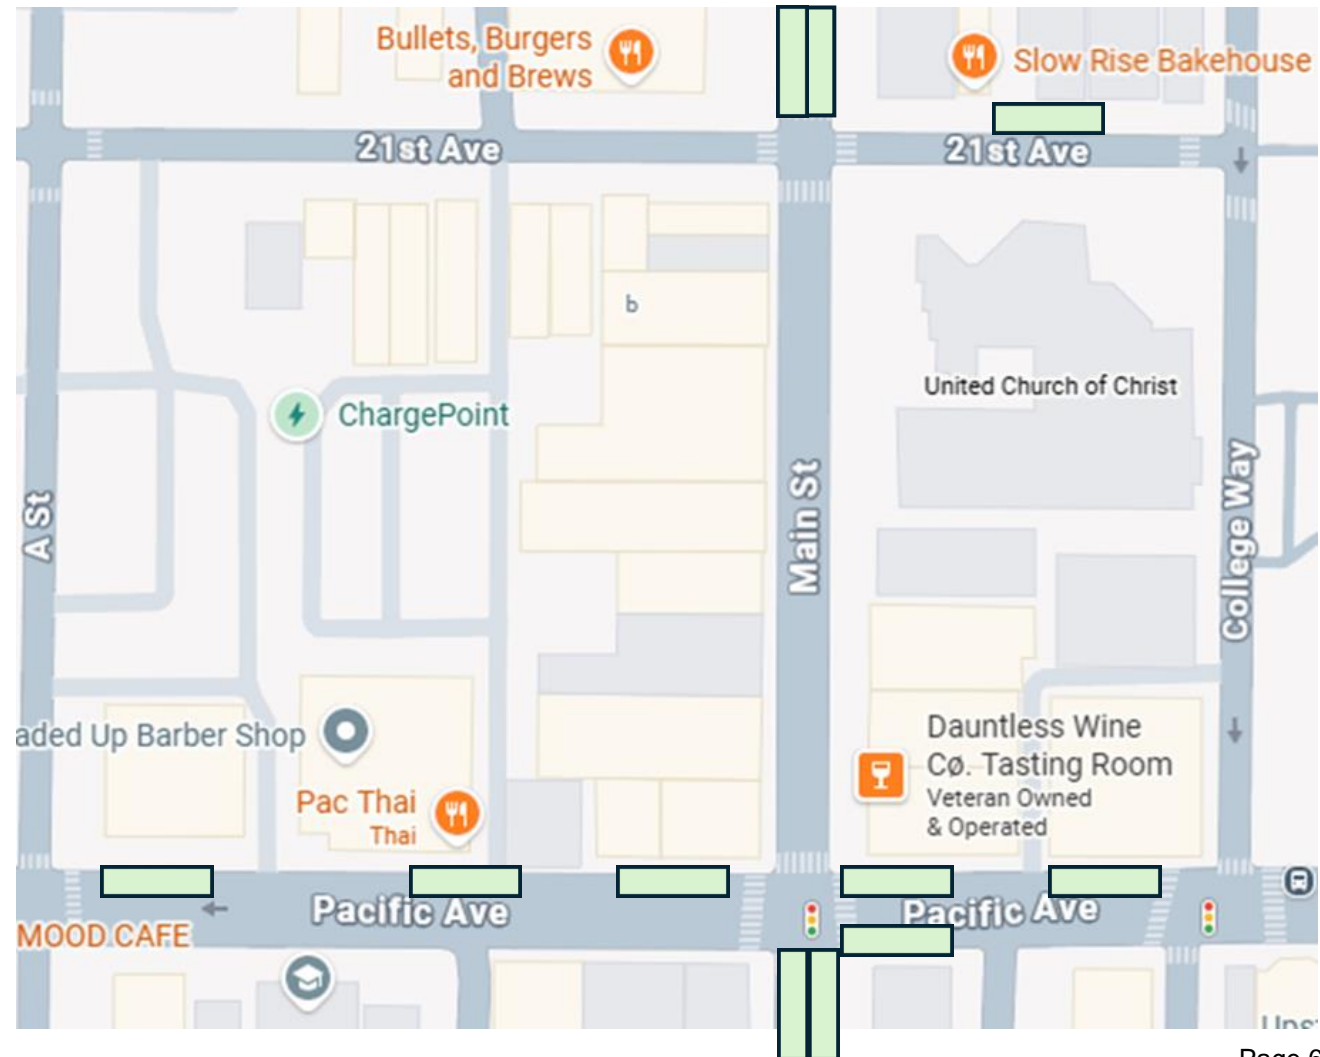 Bullets, Burgers
and Brews
Slow Rise Bakehouse
21st Ave
21st Ave
b
United Church of Christ
ChargePoint
A St
Main St
College Way
aded Up Barber Shop
Dauntless Wine
Cø. Tasting Room
Veteran Owned
& Operated
Pac Thai
Thai
Pacific Ave
Pacific Ave
MOOD CAFE
Page 6